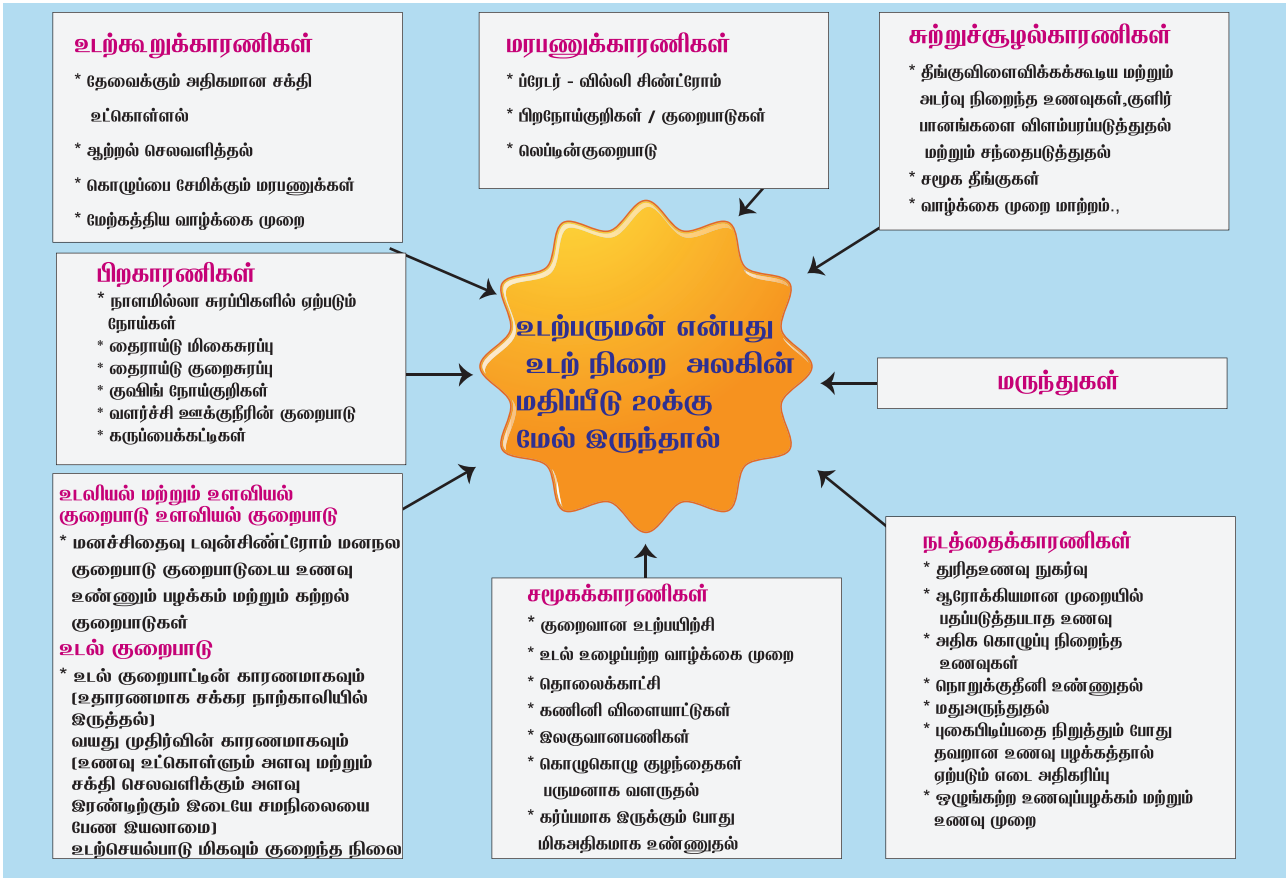 உடற்கூறுக்காரணிகள்
* தேவைக்கும் அதிகமான சக்தி
உட்கொள்ளல்
* ஆற்றல் செலவளித்தல்
* கொழுப்பை சேமிக்கும் மரபணுக்கள்
* மேற்கத்திய வாழ்க்கை முறை
மரபணுக்காரணிகள்
* ப்ரேடர் - வில்லி சிண்ட்ரோம்
* பிறநோய்குறிகள் / குறைபாடுகள்
* லெப்டின்குறைபாடு
சுற்றுச்சூழல்காரணிகள்
* தீங்குவிளைவிக்கக்கூடிய மற்றும்
அடர்வு நிறைந்த உணவுகள்,குளிர்
பானங்களை விளம்பரப்படுத்துதல்
மற்றும் சந்தைபடுத்துதல்
* சமூக தீங்குகள்
* வாழ்க்கை முறை மாற்றம்.,
பிறகாரணிகள்
* நாளமில்லா சுரப்பிகளில் ஏற்படும்
நோய்கள்
* தைராய்டு மிகைசுரப்பு
* தைராய்டு குறைசுரப்பு
* குஷிங் நோய்குறிகள்
* வளர்ச்சி ஊக்குநீரின் குறைபாடு
* கருப்பைக்கட்டிகள்
உடற்பருமன் என்பது
உடற் நிறை அலகின்
மதிப்பீடு 20க்கு
மேல் இருந்தால்
மருந்துகள்
உடலியல் மற்றும் உளவியல்
குறைபாடு உளவியல் குறைபாடு
* மனச்சிதைவு டவுன்சிண்ட்ரோம் மனநல
குறைபாடு குறைபாடுடைய உணவு
உண்ணும் பழக்கம் மற்றும் கற்றல்
குறைபாடுகள்
உடல் குறைபாடு
* உடல் குறைபாட்டின் காரணமாகவும்
(உதாரணமாக சக்கர நாற்காலியில்
இருத்தல்)
வயது முதிர்வின் காரணமாகவும்
(உணவு உட்கொள்ளும் அளவு மற்றும்
சக்தி செலவளிக்கும் அளவு
இரண்டிற்கும் இடையே சமநிலையை
பேண இயலாமை)
உடற்செயல்பாடு மிகவும் குறைந்த நிலை
சமூகக்காரணிகள்
* குறைவான உடற்பயிற்சி
* உடல் உழைப்பற்ற வாழ்க்கை முறை
* தொலைக்காட்சி
* கணினி விளையாட்டுகள்
* இலகுவானபணிகள்
* கொழுகொழு குழந்தைகள்
பருமனாக வளருதல்
* கர்ப்பமாக இருக்கும் போது
மிகஅதிகமாக உண்ணுதல்
நடத்தைக்காரணிகள்
* துரிதஉணவு நுகர்வு
* ஆரோக்கியமான முறையில்
பதப்படுத்தபடாத உணவு
* அதிக கொழுப்பு நிறைந்த
உணவுகள்
* நொறுக்குதீனி உண்ணுதல்
* மதுஅருந்துதல்
* புகைபிடிப்பதை நிறுத்தும் போது
தவறான உணவு பழக்கத்தால்
ஏற்படும் எடை அதிகரிப்பு
* ஒழுங்கற்ற உணவுப்பழக்கம் மற்றும்
உணவு முறை